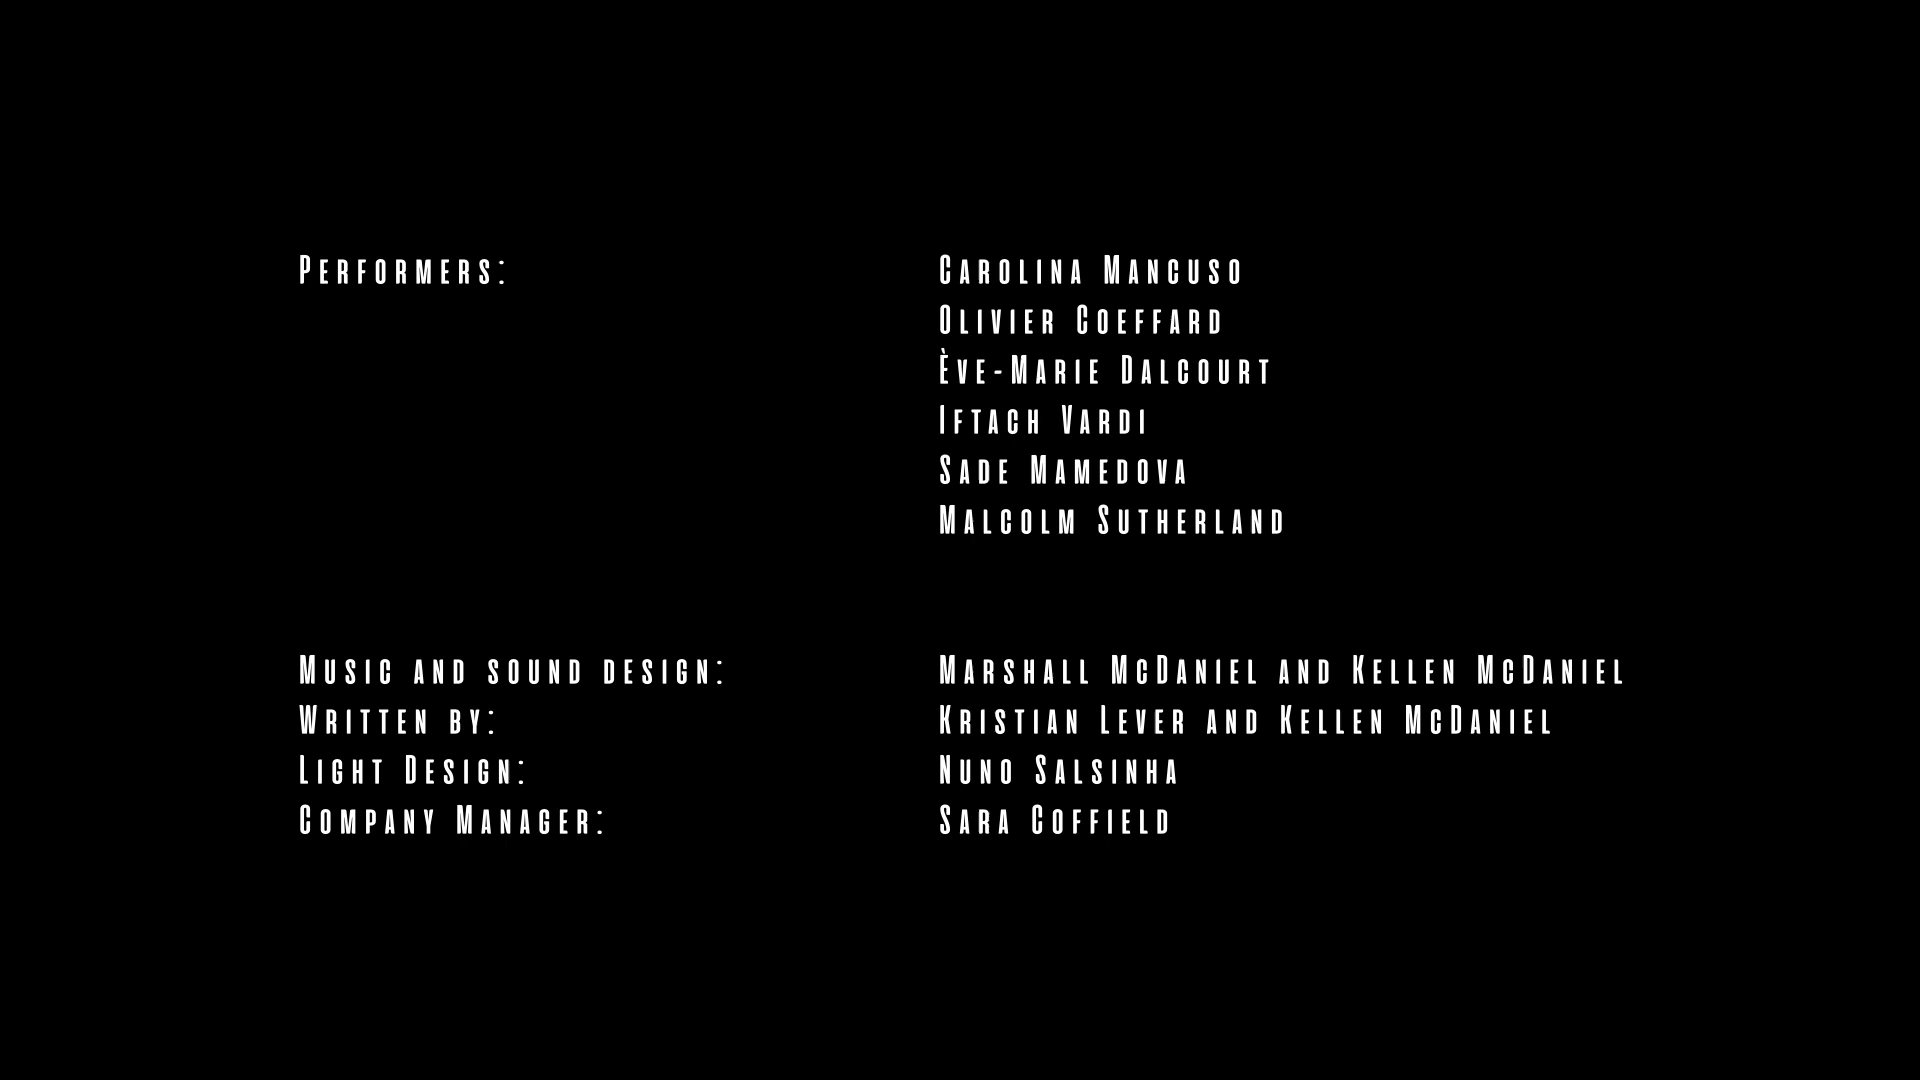 Performers: Carolina Mancuso
Olivier Coeffard
Ève-Marie Dalcourt
Iftach Vardi
Sade Mamedova
Malcolm Sutherland
Music and sound design: Marshall McDaniel and Kellen McDaniel
Written by: Kristian Lever and Kellen McDaniel
Light Design: Nuno Salsinha
Company Manager: Sara Coffield